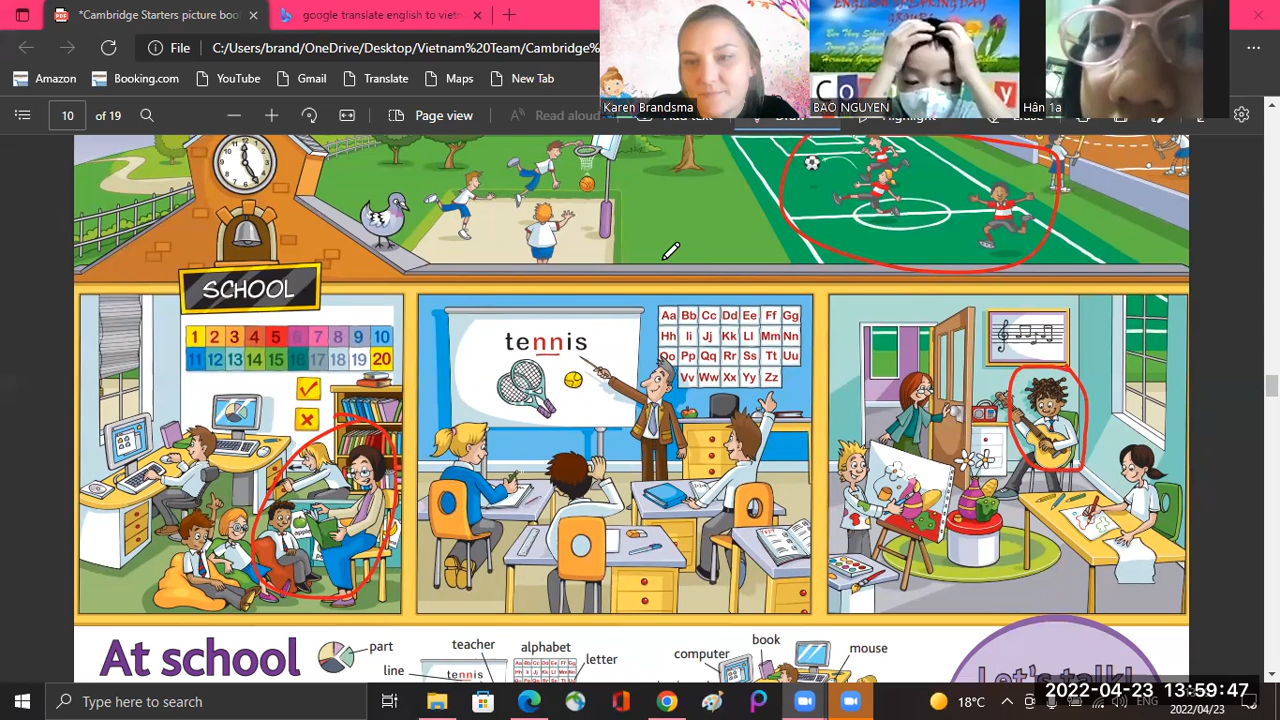 *Cambridge Starters picture boo
google translate english to vietn
File
C:/Users/brand/OneDrive/Desktop/Vietnam%20Team/Cambridge%
Amazon
Booking.com
YouTube
Gmail
Translate
Maps
New Tab
10 of 19
Page view
Read aloud
ENGLISH SPEAKING DAY
Karen Brandsma
BAO NGUYEN
Hân 1a
SCHOOL
1 2 3 4 5 6 7 8 9 10
11 12 13 14 15 16 17 18 19 20
tennis
Aa Bb Cc Dd Ee Ff Gg
Hh Ii Jj Kk Ll Mm Nn
Oo Pp Qq Rr Ss Tt Uu
Vv Ww Xx Yy Zz
At school
part
line
teacher
tennis
alphabet
letter
computer
book
mouse
Let's talk!
Type here to search
18°C
ENG
2022-04-23 13:59:47
2022/04/23